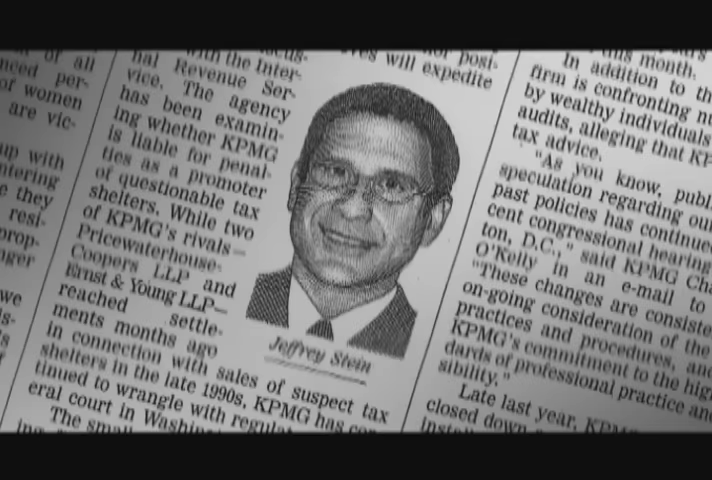 of all
nced per-
of women
are vic-
up with
ntering
e they
resi-
prop-
nger
we
with the Inter-
nal Revenue Ser-
vice. The agency
has been examin-
ing whether KPMG
is liable for penal-
ties as a promoter
of questionable tax
shelters. While two
of KPMG's rivals—
Pricewaterhouse-
Coopers LLP and
Ernst & Young LLP—
reached settle-
ments months ago
in connection with sales of suspect tax
shelters in the late 1990s, KPMG has con-
tinued to wrangle with regulat
eral court in Washing
The small
posi-
ves will expedite
Jeffrey Stein
this month.
In addition to th
firm is confronting nu
by wealthy individuals
audits, alleging that KP
tax advice.
"As you know, publ
speculation regarding our
past policies has continued
cent congressional hearing
ton, D.C.," said KPMG Cha
O'Kelly in an e-mail to
"These changes are consiste
on-going consideration of the
practices and procedures, and
KPMG's commitment to the high
dards of professional practice and
sibility."
Late last year, KPM
closed down